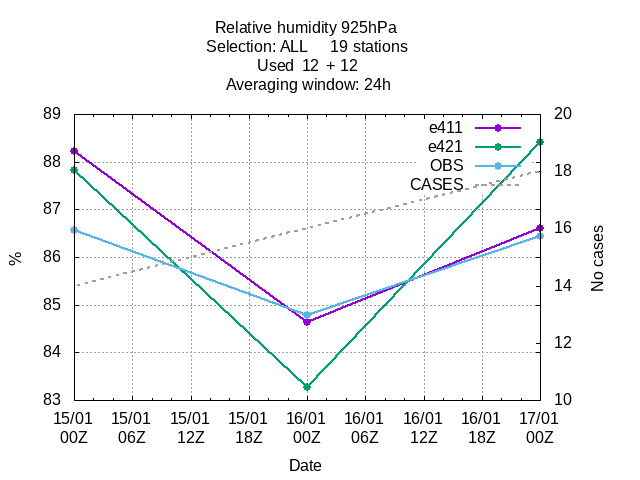 Relative humidity 925hPa
Selection: ALL 19 stations
Used 12 + 12
Averaging window: 24h
89 20
e411
e421
88 18
OBS
CASES
87
16
86
14
85
12
84
83 10
15/01 15/01 15/01 15/01 16/01 16/01 16/01 16/01 17/01
00Z 06Z 12Z 18Z 00Z 06Z 12Z 18Z 00Z
%
No cases
Date